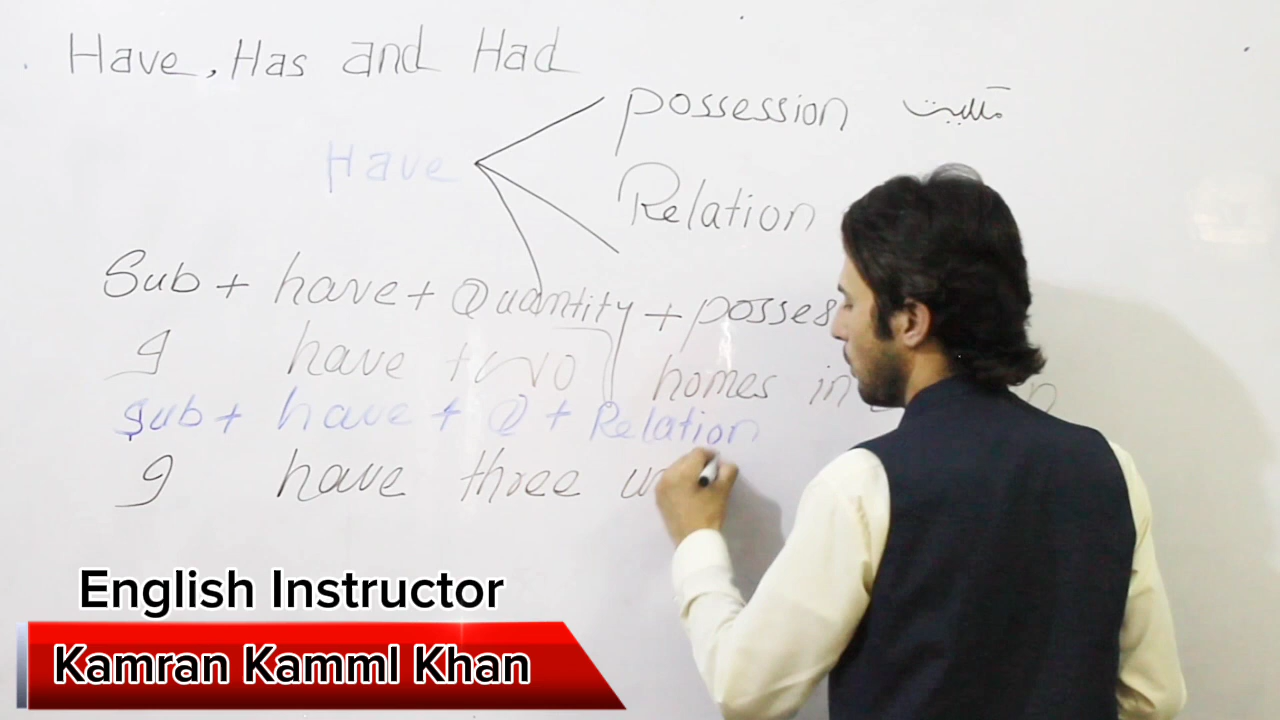 Have, Has and Had
possession ملکیت
Have
Relation
Sub + have + Quantity + posses
I have two homes in
Sub + have + Q + Relation
I have three
English Instructor
Kamran Kamml Khan